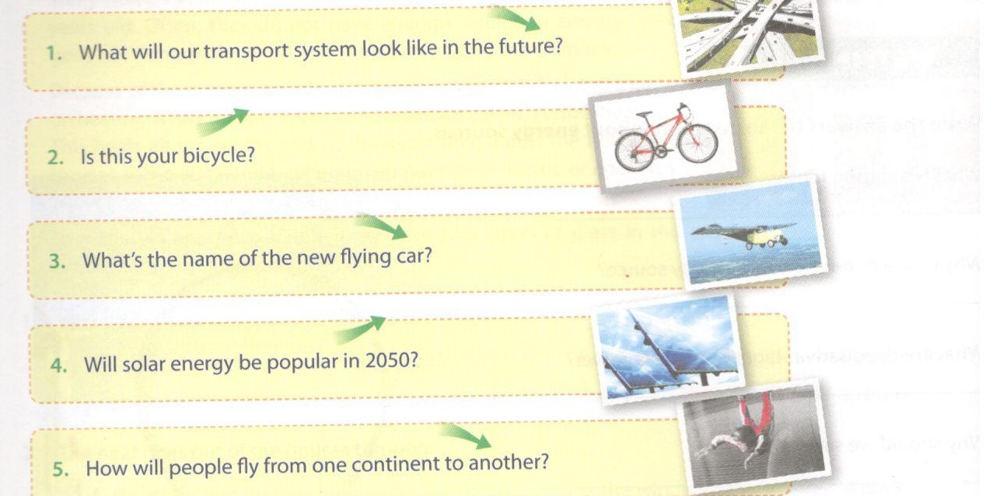 1. What will our transport system look like in the future?
2. Is this your bicycle?
3. What's the name of the new flying car?
4. Will solar energy be popular in 2050?
5. How will people fly from one continent to another?